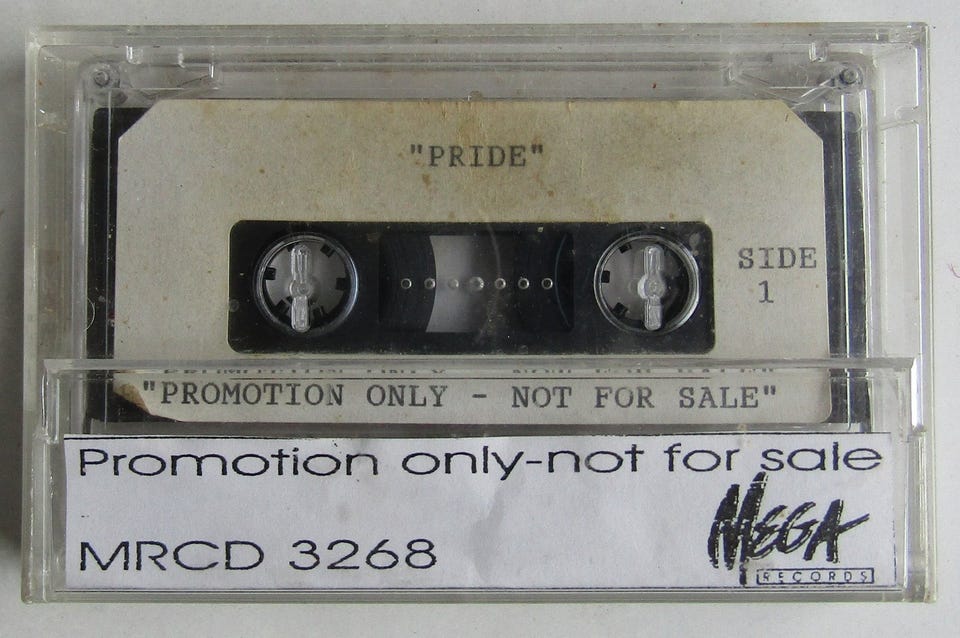 "PRIDE"
SIDE
1
"PROMOTION ONLY - NOT FOR SALE"
Promotion only-not for sale
MRCD 3268
MEGA
RECORDS